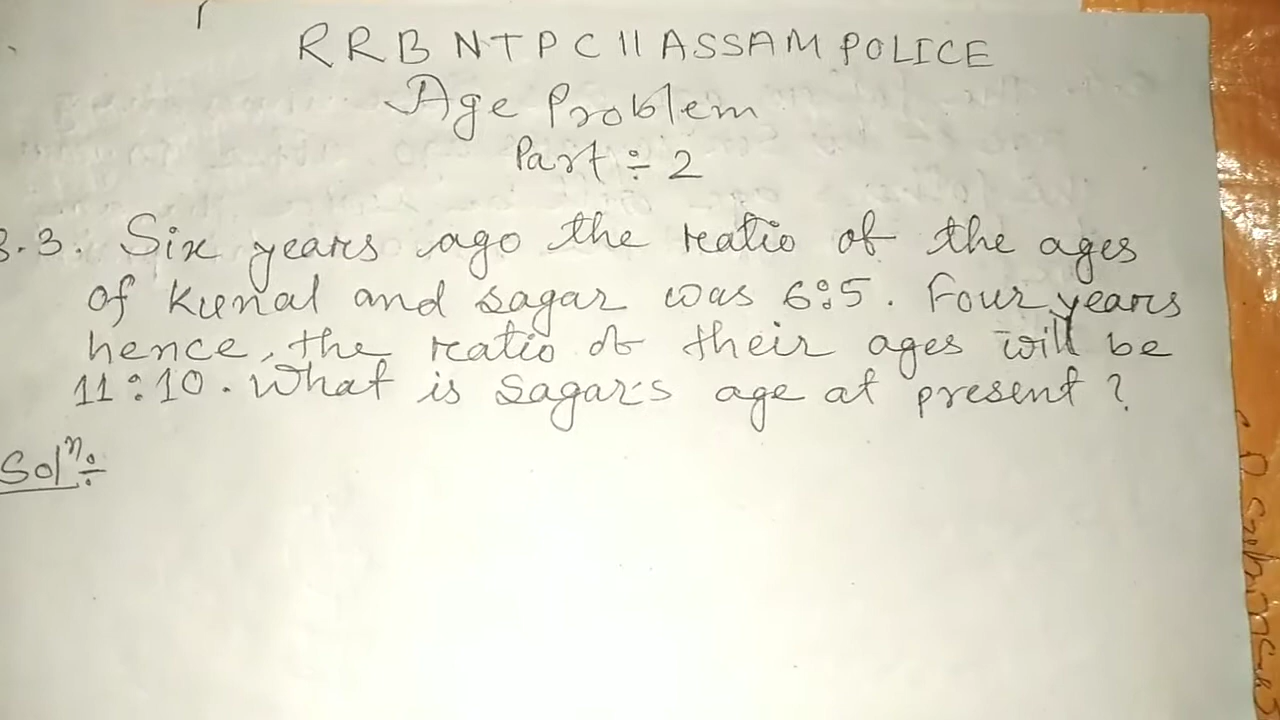 RRB NTPC II ASSAM POLICE
Age Problem
Part ÷ 2
3. Six years ago the ratio of the ages
of Kunal and Sagar was 6:5. Four years
hence, the ratio of their ages will be
11:10. What is Sagar's age at present?
Solⁿ÷